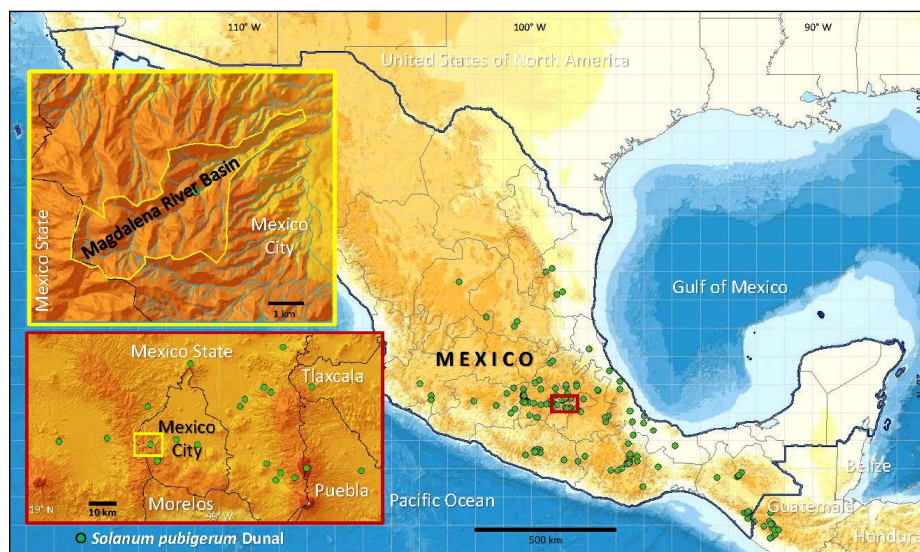 110° W
100° W
90° W
United States of North America
Magdalena River Basin
Mexico State
Mexico
City
1 km
Gulf of Mexico
MEXICO
Mexico State
Tlaxcala
Mexico
City
Puebla
Morelos
19° N
10 km
Pacific Ocean
Belize
Guatemala
Hondura
500 km
Solanum pubigerum Dunal